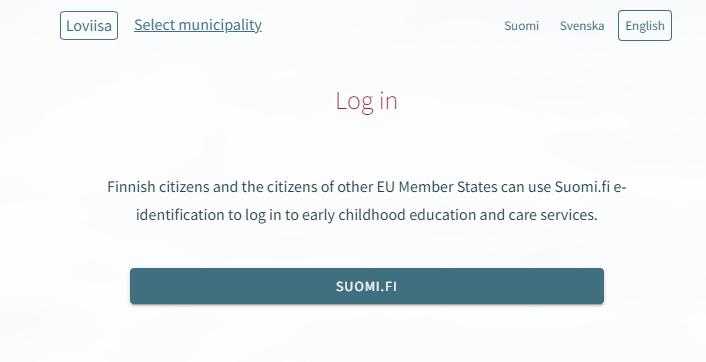 Loviisa Select municipality Suomi Svenska English
Log in
Finnish citizens and the citizens of other EU Member States can use Suomi.fi e-
identification to log in to early childhood education and care services.
SUOMI.FI